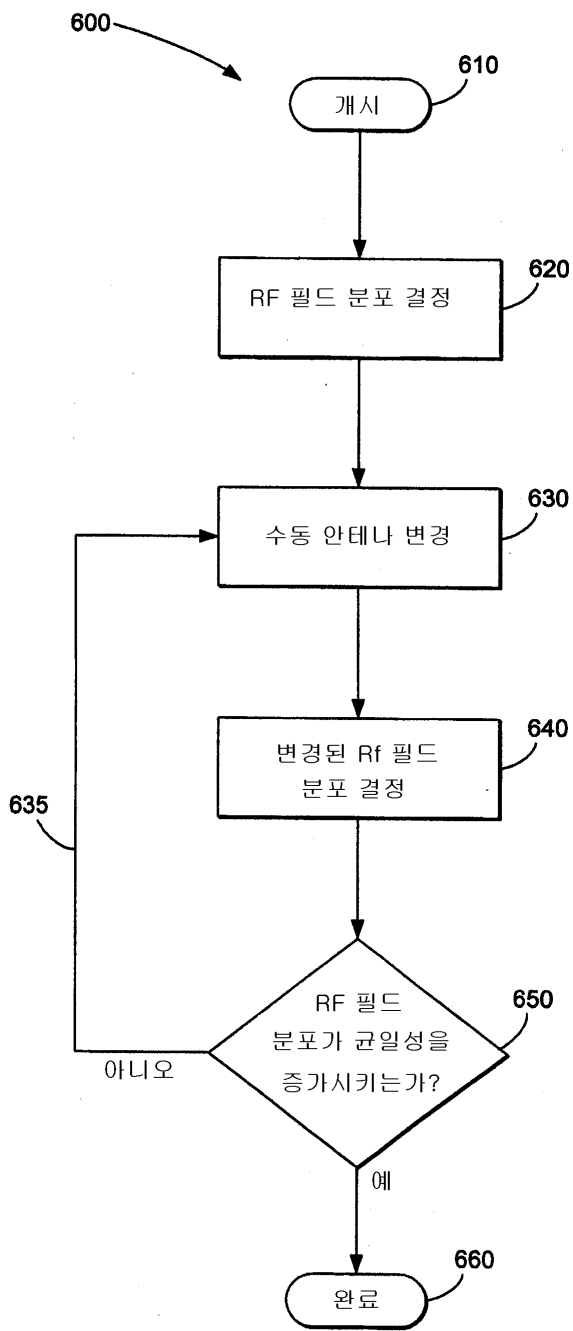 600
개시
610
RF 필드 분포 결정
620
수동 안테나 변경
630
변경된 Rf 필드
분포 결정
640
635
RF 필드
분포가 균일성을
증가시키는가?
650
아니오
예
완료
660